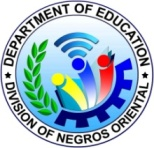 DEPARTMENT OF EDUCATION
DIVISION OF NEGROS ORIENTAL